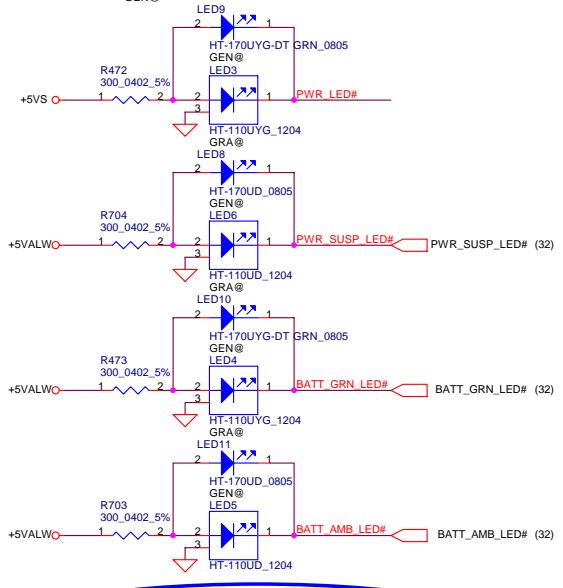 GEN@
LED9
2
1
HT-170UYG-DT GRN_0805
GEN@
R472
300_0402_5%
LED3
+5VS
1
2
2
1
PWR_LED#
3
HT-110UYG_1204
GRA@
LED8
2
1
HT-170UD_0805
GEN@
R704
300_0402_5%
LED6
+5VALW
1
2
2
1
PWR_SUSP_LED#
PWR_SUSP_LED# (32)
3
HT-110UD_1204
GRA@
LED10
2
1
HT-170UYG-DT GRN_0805
GEN@
R473
300_0402_5%
LED4
+5VALW
1
2
2
1
BATT_GRN_LED#
BATT_GRN_LED# (32)
3
HT-110UYG_1204
GRA@
LED11
2
1
HT-170UD_0805
GEN@
R703
300_0402_5%
LED5
+5VALW
1
2
2
1
BATT_AMB_LED#
BATT_AMB_LED# (32)
3
HT-110UD_1204